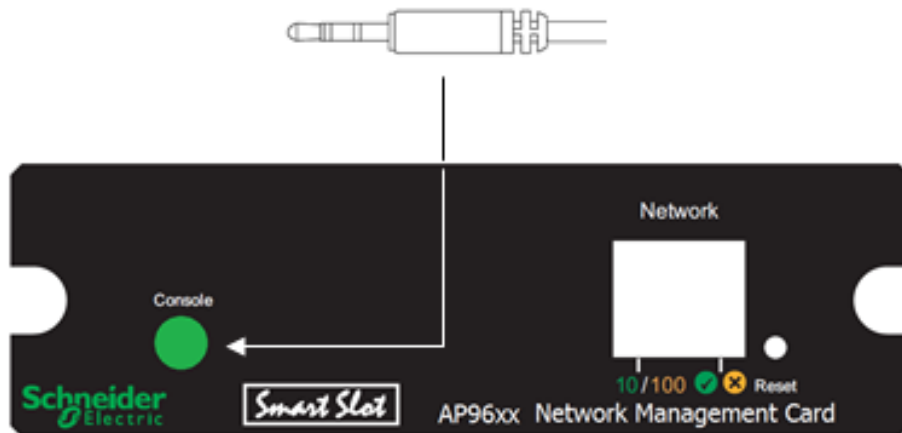 Network
Console
10/100 Reset
Schneider
Electric
Smart Slot
AP96xx Network Management Card